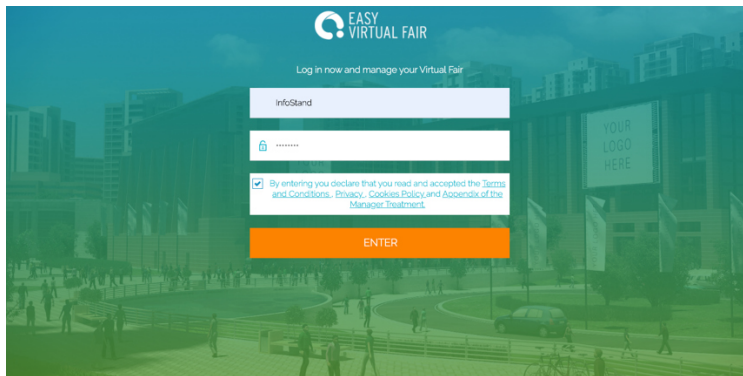 EASY
VIRTUAL FAIR
Log in now and manage your Virtual Fair
InfoStand
········
By entering you declare that you read and accepted the Terms
and Conditions , Privacy , Cookies Policy and Appendix of the
Manager Treatment.
ENTER
YOUR
LOGO
HERE